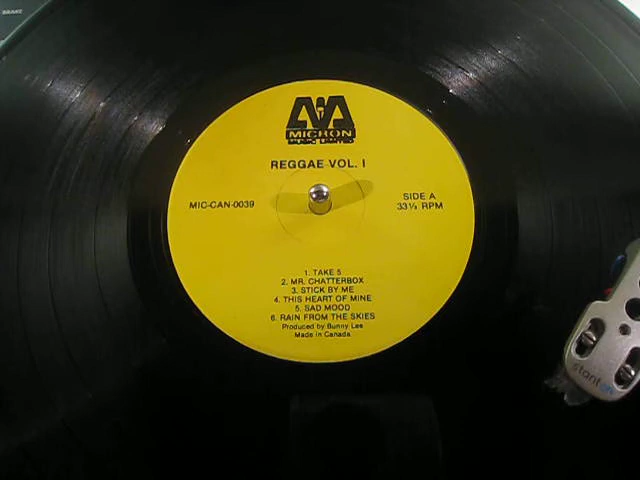 BRAKE
MICRON
MUSIC LIMITED
REGGAE VOL. I
MIC-CAN-0039
SIDE A
33⅓ RPM
1. TAKE 5
2. MR. CHATTERBOX
3. STICK BY ME
4. THIS HEART OF MINE
5. SAD MOOD
6. RAIN FROM THE SKIES
Produced by Bunny Lee
Made in Canada
stanton